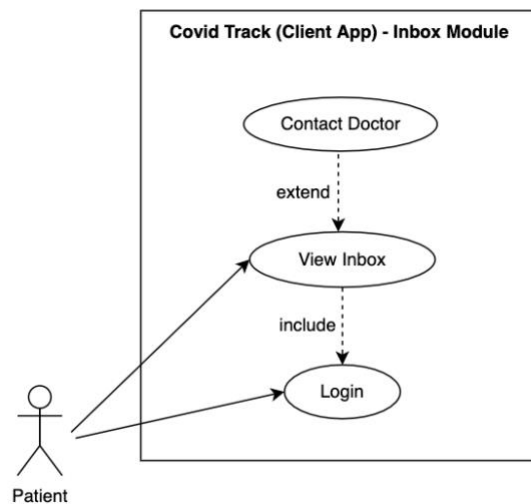 Covid Track (Client App) - Inbox Module
Contact Doctor
extend
View Inbox
include
Login
Patient